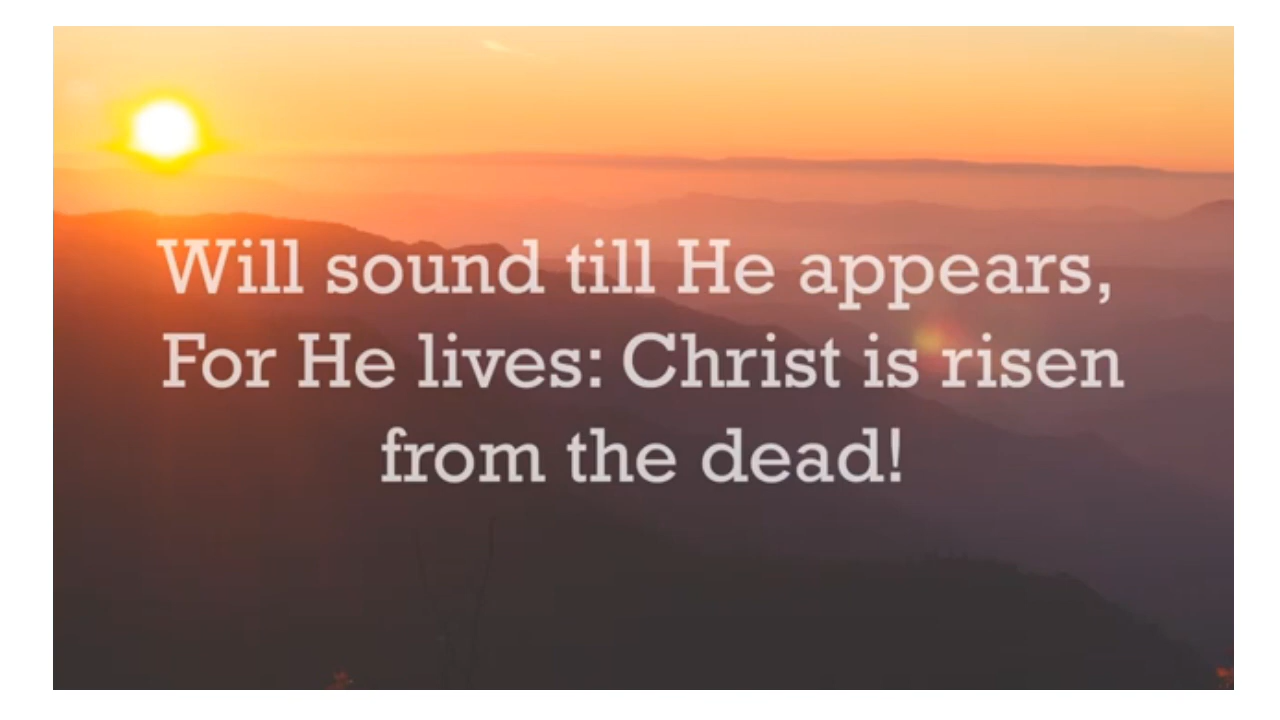 Will sound till He appears,
For He lives: Christ is risen
from the dead!